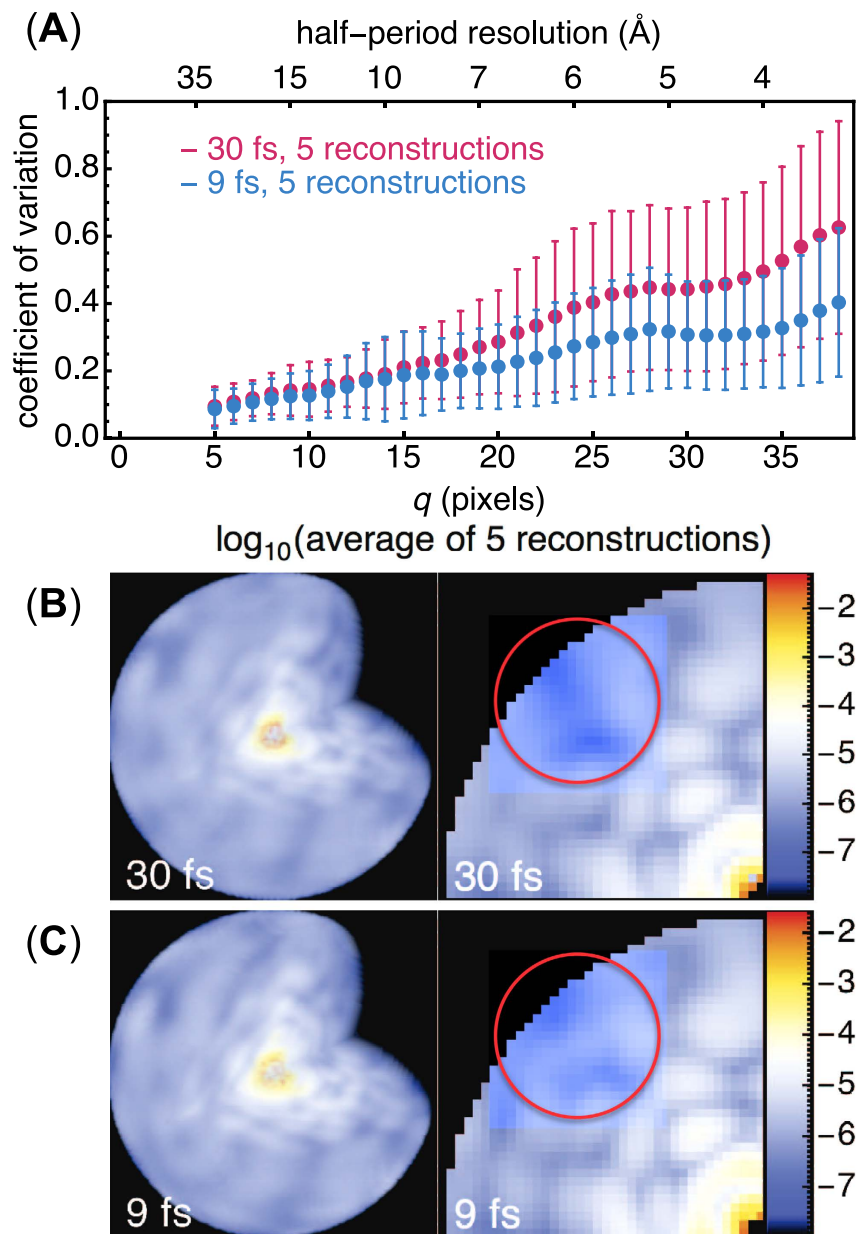 (A)
half−period resolution (Å)
35 15 10 7 6 5 4
1.0
0.8
0.6
0.4
0.2
0.0
coefficient of variation
– 30 fs, 5 reconstructions
– 9 fs, 5 reconstructions
0 5 10 15 20 25 30 35
q (pixels)
log10(average of 5 reconstructions)
(B)
30 fs
30 fs
−2
−3
−4
−5
−6
−7
(C)
9 fs
9 fs
−2
−3
−4
−5
−6
−7